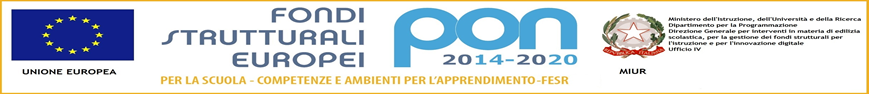 UNIONE EUROPEA
FONDI
STRUTTURALI
EUROPEI
pon
2014-2020
PER LA SCUOLA - COMPETENZE E AMBIENTI PER L'APPRENDIMENTO-FESR
MIUR
Ministero dell'Istruzione, dell'Università e della Ricerca
Dipartimento per la Programmazione
Direzione Generale per interventi in materia di edilizia
scolastica, per la gestione dei fondi strutturali per
l'istruzione e per l'innovazione digitale
Ufficio IV